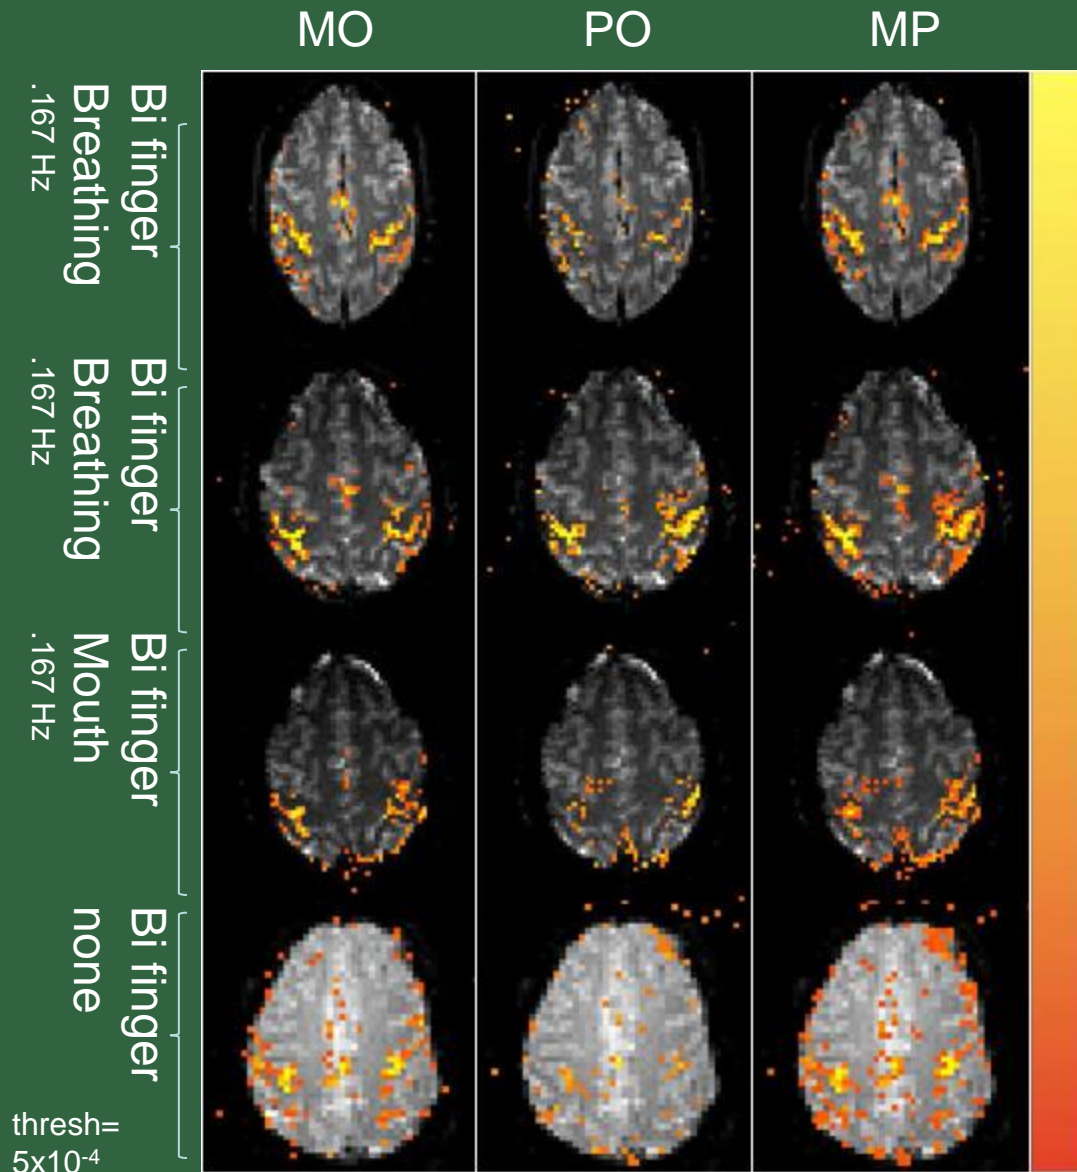 MO PO MP
Bi finger
Breathing
.167 Hz
Bi finger
Breathing
.167 Hz
Bi finger
Mouth
.167 Hz
Bi finger
none
thresh=
5x10⁻⁴